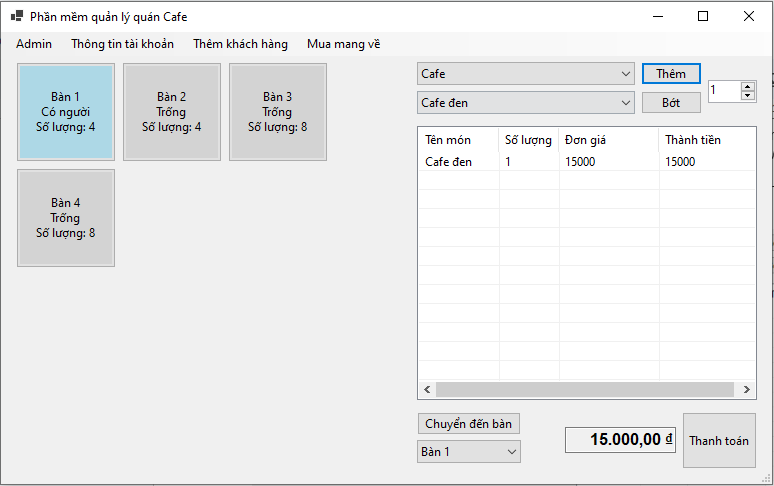 Phần mềm quản lý quán Cafe
Admin Thông tin tài khoản Thêm khách hàng Mua mang về
Bàn 1
Có người
Số lượng: 4
Bàn 2
Trống
Số lượng: 4
Bàn 3
Trống
Số lượng: 8
Bàn 4
Trống
Số lượng: 8
Cafe
Thêm
Cafe đen
Bớt
1
Tên món Số lượng Đơn giá Thành tiền
Cafe đen 1 15000 15000
Chuyển đến bàn
Bàn 1
15.000,00 ₫
Thanh toán